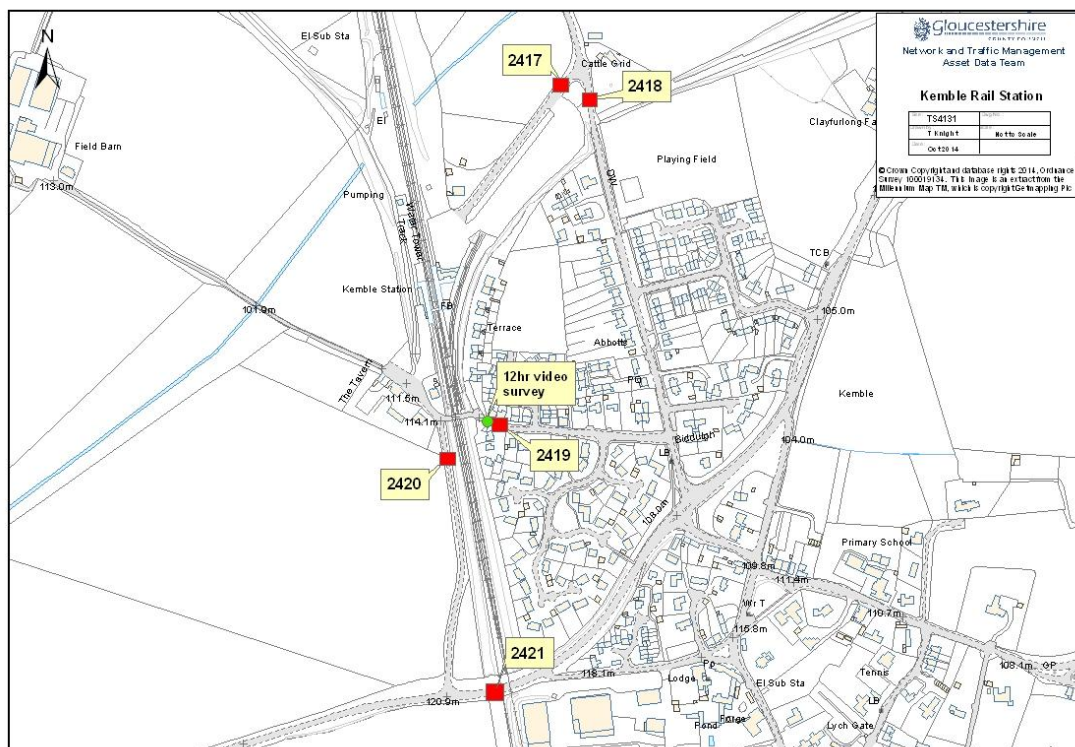 Gloucestershire
COUNTY COUNCIL
Network and Traffic Management
Asset Data Team
Kemble Rail Station
TS4131
T Knight
Not to Scale
Oct 2014
© Crown Copyright and database rights 2014, Ordnance
Survey 100019134. This image is an extract from the
Millennium Map TM, which is copyright Getmapping Plc
N
El Sub Sta
2417
Cattle Grid
2418
El
Clayfurlong Fa
Field Barn
Playing Field
113.0m
Pumping
Water Tower
Track
TCB
Kemble Station
FB
101.9m
105.0m
Terrace
Abbotts
The Tavern
12hr video
survey
PO
111.6m
Kemble
114.1m
2419
Biddulph
LB
104.0m
2420
108.0m
Primary School
109.8m
111.4m
Wr T
110.7m
115.8m
2421
118.1m
108.1m
GP
Lodge
Pp
El Sub Sta
Tennis
120.9m
LB
Pond
Forge
Lych Gate